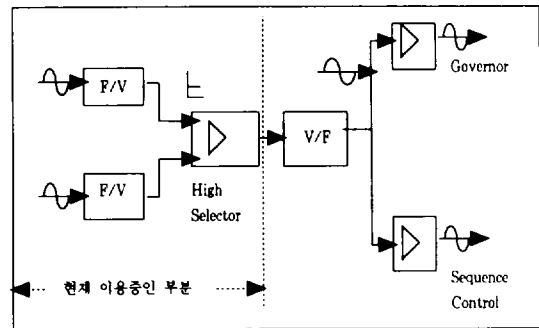 F/V
F/V
High
Selector
V/F
Governor
Sequence
Control
현재 이용중인 부분